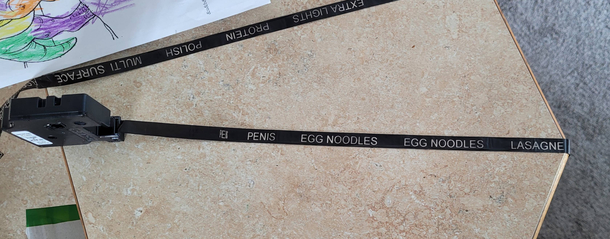 MULTI SURFACE POLISH PROTEIN EXTRA LIGHTS
PENIS EGG NOODLES EGG NOODLES LASAGNE